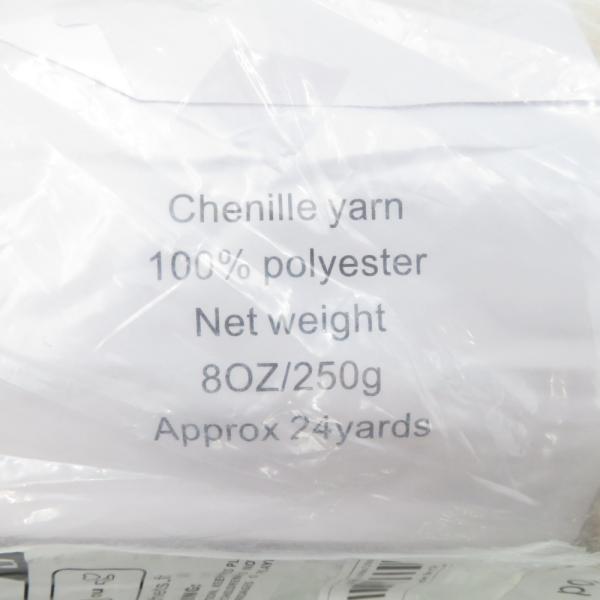 Chenille yarn
100% polyester
Net weight
8OZ/250g
Approx 24yards